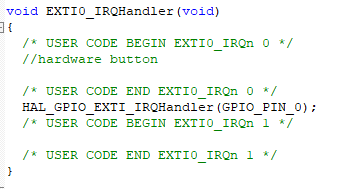 void EXTI0_IRQHandler(void)
{
/* USER CODE BEGIN EXTI0_IRQn 0 */
//hardware button
/* USER CODE END EXTI0_IRQn 0 */
HAL_GPIO_EXTI_IRQHandler(GPIO_PIN_0);
/* USER CODE BEGIN EXTI0_IRQn 1 */
/* USER CODE END EXTI0_IRQn 1 */
}